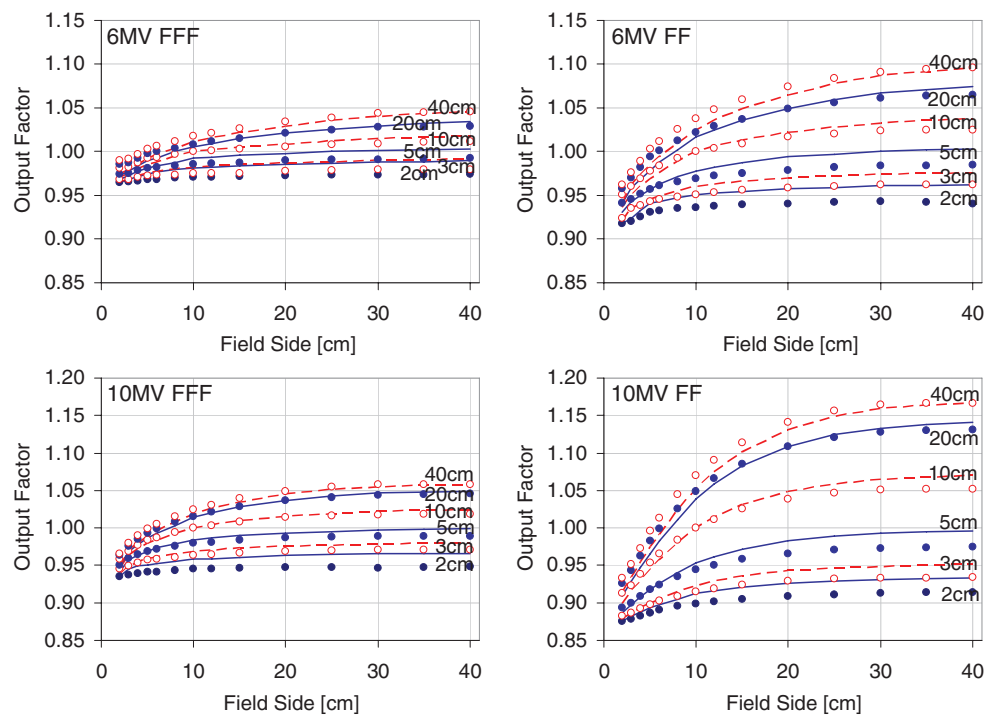 6MV FFF
1.15
1.10
1.05
1.00
0.95
0.90
0.85
Output Factor
40cm
20cm
10cm
5cm
3cm
2cm
0 10 20 30 40
Field Side [cm]
6MV FF
1.15
1.10
1.05
1.00
0.95
0.90
0.85
Output Factor
40cm
20cm
10cm
5cm
3cm
2cm
0 10 20 30 40
Field Side [cm]
10MV FFF
1.20
1.15
1.10
1.05
1.00
0.95
0.90
0.85
Output Factor
40cm
20cm
10cm
5cm
3cm
2cm
0 10 20 30 40
Field Side [cm]
10MV FF
1.20
1.15
1.10
1.05
1.00
0.95
0.90
0.85
Output Factor
40cm
20cm
10cm
5cm
3cm
2cm
0 10 20 30 40
Field Side [cm]